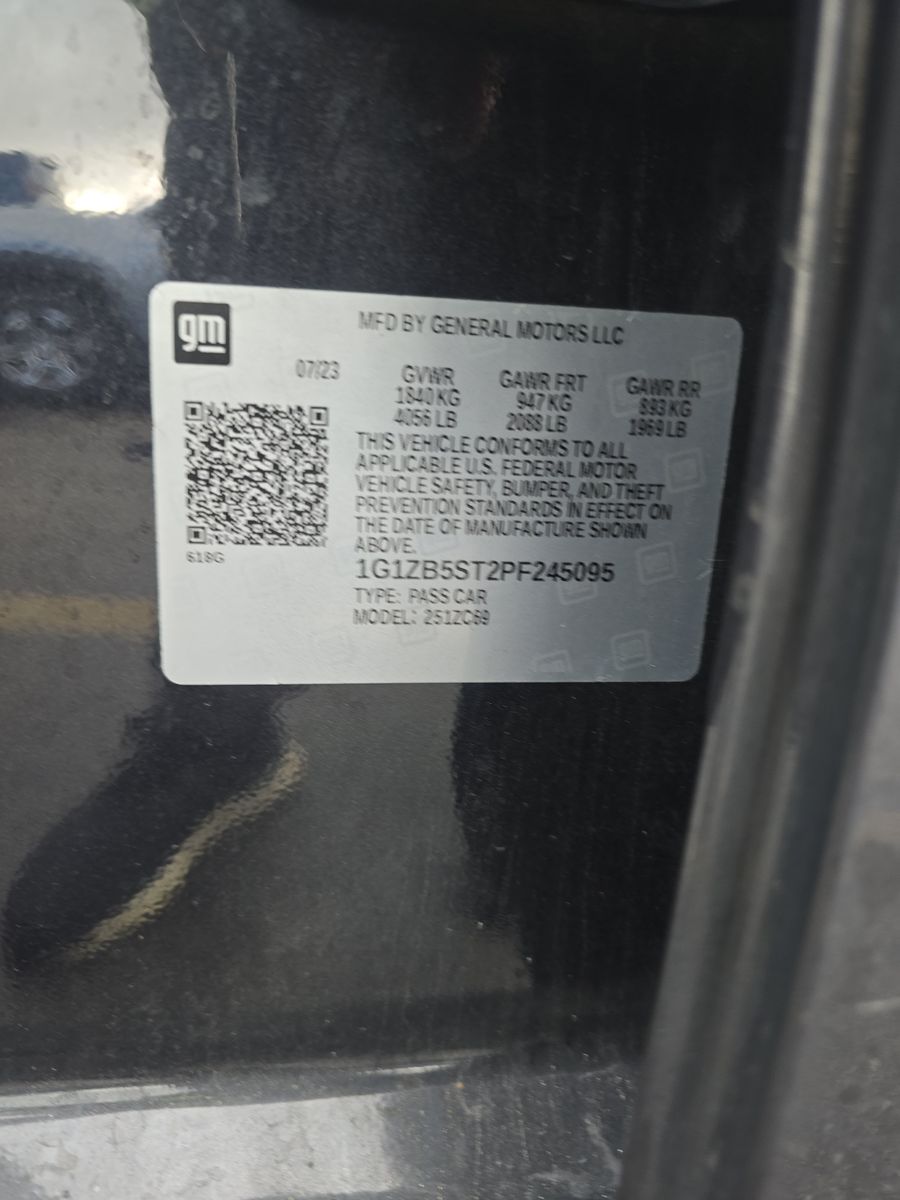 gm
MFD BY GENERAL MOTORS LLC
07/23
GVWR GAWR FRT GAWR RR
1840 KG 947 KG 893 KG
4056 LB 2088 LB 1969 LB
THIS VEHICLE CONFORMS TO ALL
APPLICABLE U.S. FEDERAL MOTOR
VEHICLE SAFETY, BUMPER, AND THEFT
PREVENTION STANDARDS IN EFFECT ON
THE DATE OF MANUFACTURE SHOWN
ABOVE.
618G
1G1ZB5ST2PF245095
TYPE: PASS CAR
MODEL: 251ZC69